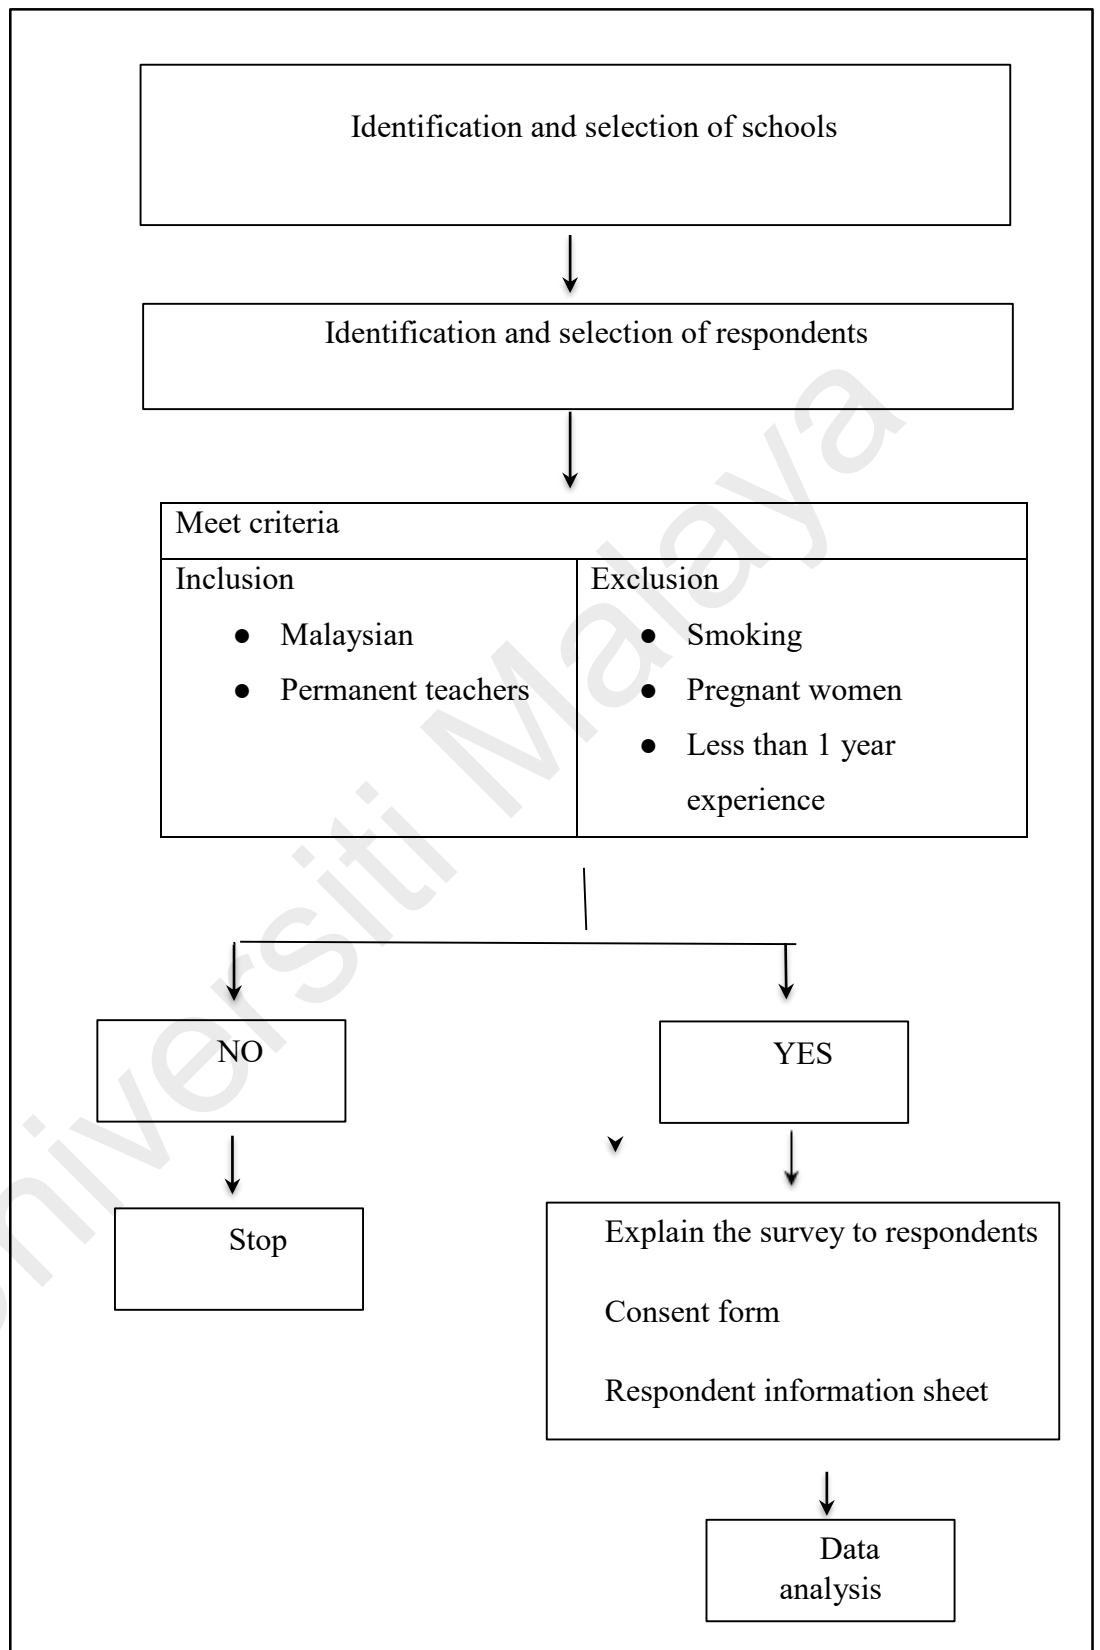 Identification and selection of schools
Identification and selection of respondents
Meet criteria
Inclusion
● Malaysian
● Permanent teachers
Exclusion
● Smoking
● Pregnant women
● Less than 1 year
experience
NO
YES
Stop
Explain the survey to respondents
Consent form
Respondent information sheet
Data
analysis
Universiti Malaya